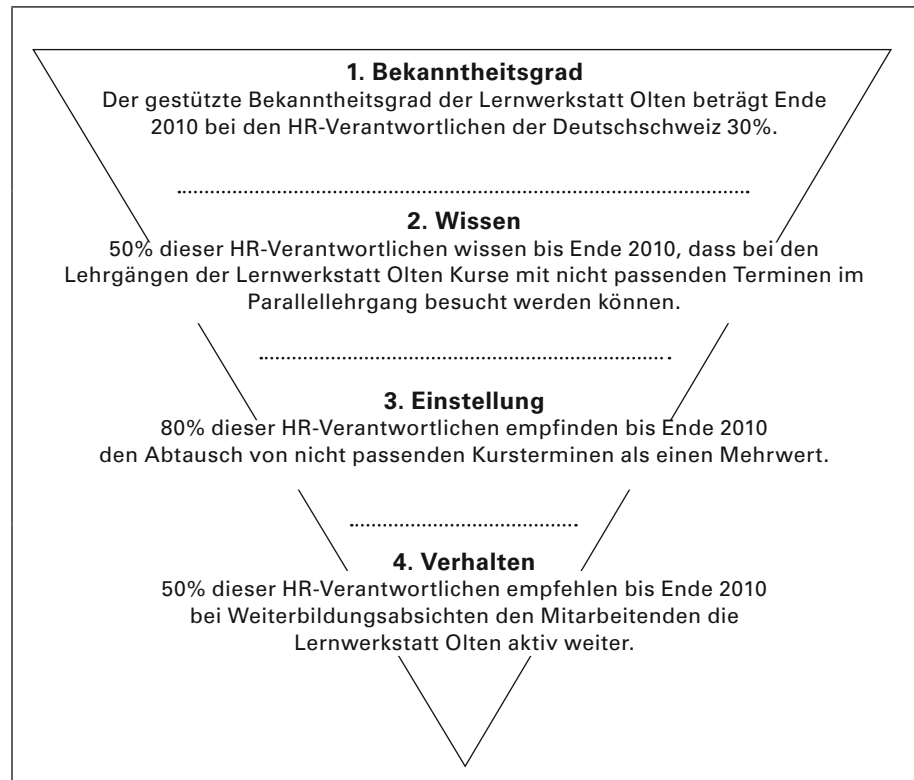 1. Bekanntheitsgrad
Der gestützte Bekanntheitsgrad der Lernwerkstatt Olten beträgt Ende
2010 bei den HR-Verantwortlichen der Deutschschweiz 30%.
2. Wissen
50% dieser HR-Verantwortlichen wissen bis Ende 2010, dass bei den
Lehrgängen der Lernwerkstatt Olten Kurse mit nicht passenden Terminen im
Parallellehrgang besucht werden können.
3. Einstellung
80% dieser HR-Verantwortlichen empfinden bis Ende 2010
den Abtausch von nicht passenden Kursterminen als einen Mehrwert.
4. Verhalten
50% dieser HR-Verantwortlichen empfehlen bis Ende 2010
bei Weiterbildungsabsichten den Mitarbeitenden die
Lernwerkstatt Olten aktiv weiter.